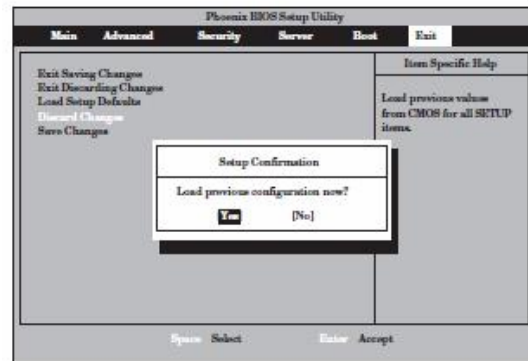 Phoenix BIOS Setup Utility
Main Advanced Security Server Boot Exit
Exit Saving Changes
Exit Discarding Changes
Load Setup Defaults
Discard Changes
Save Changes
Item Specific Help
Load previous values
from CMOS for all SETUP
items.
Setup Confirmation
Load previous configuration now?
Yes [No]
Space Select Enter Accept